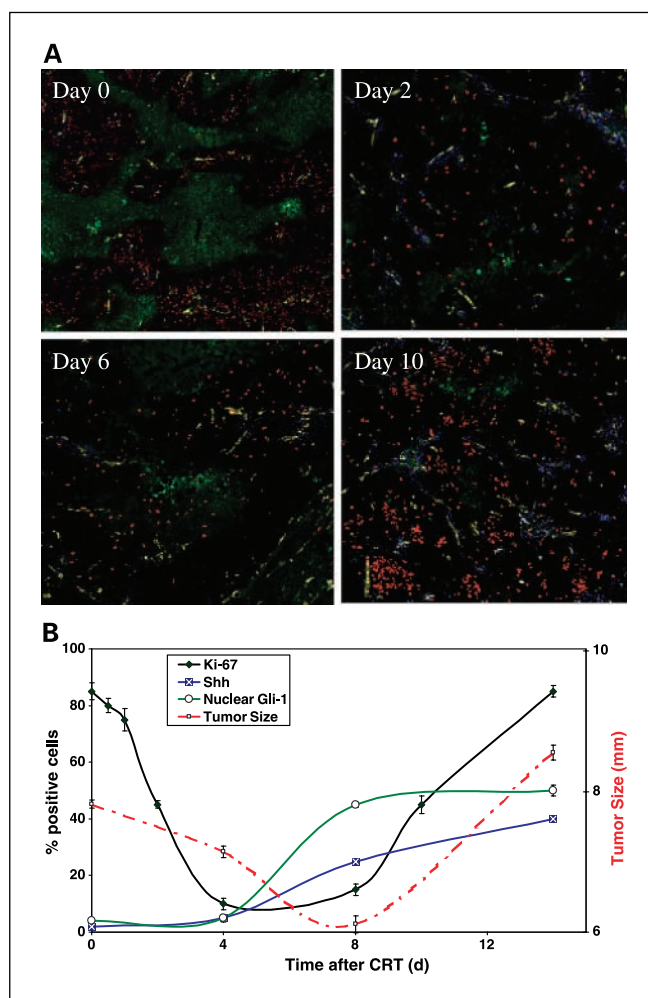 A
Day 0
Day 2
Day 6
Day 10
B
100
80
60
40
20
0
% positive cells
Ki-67
Shh
Nuclear Gli-1
Tumor Size
10
8
6
Tumor Size (mm)
0
4
8
12
Time after CRT (d)